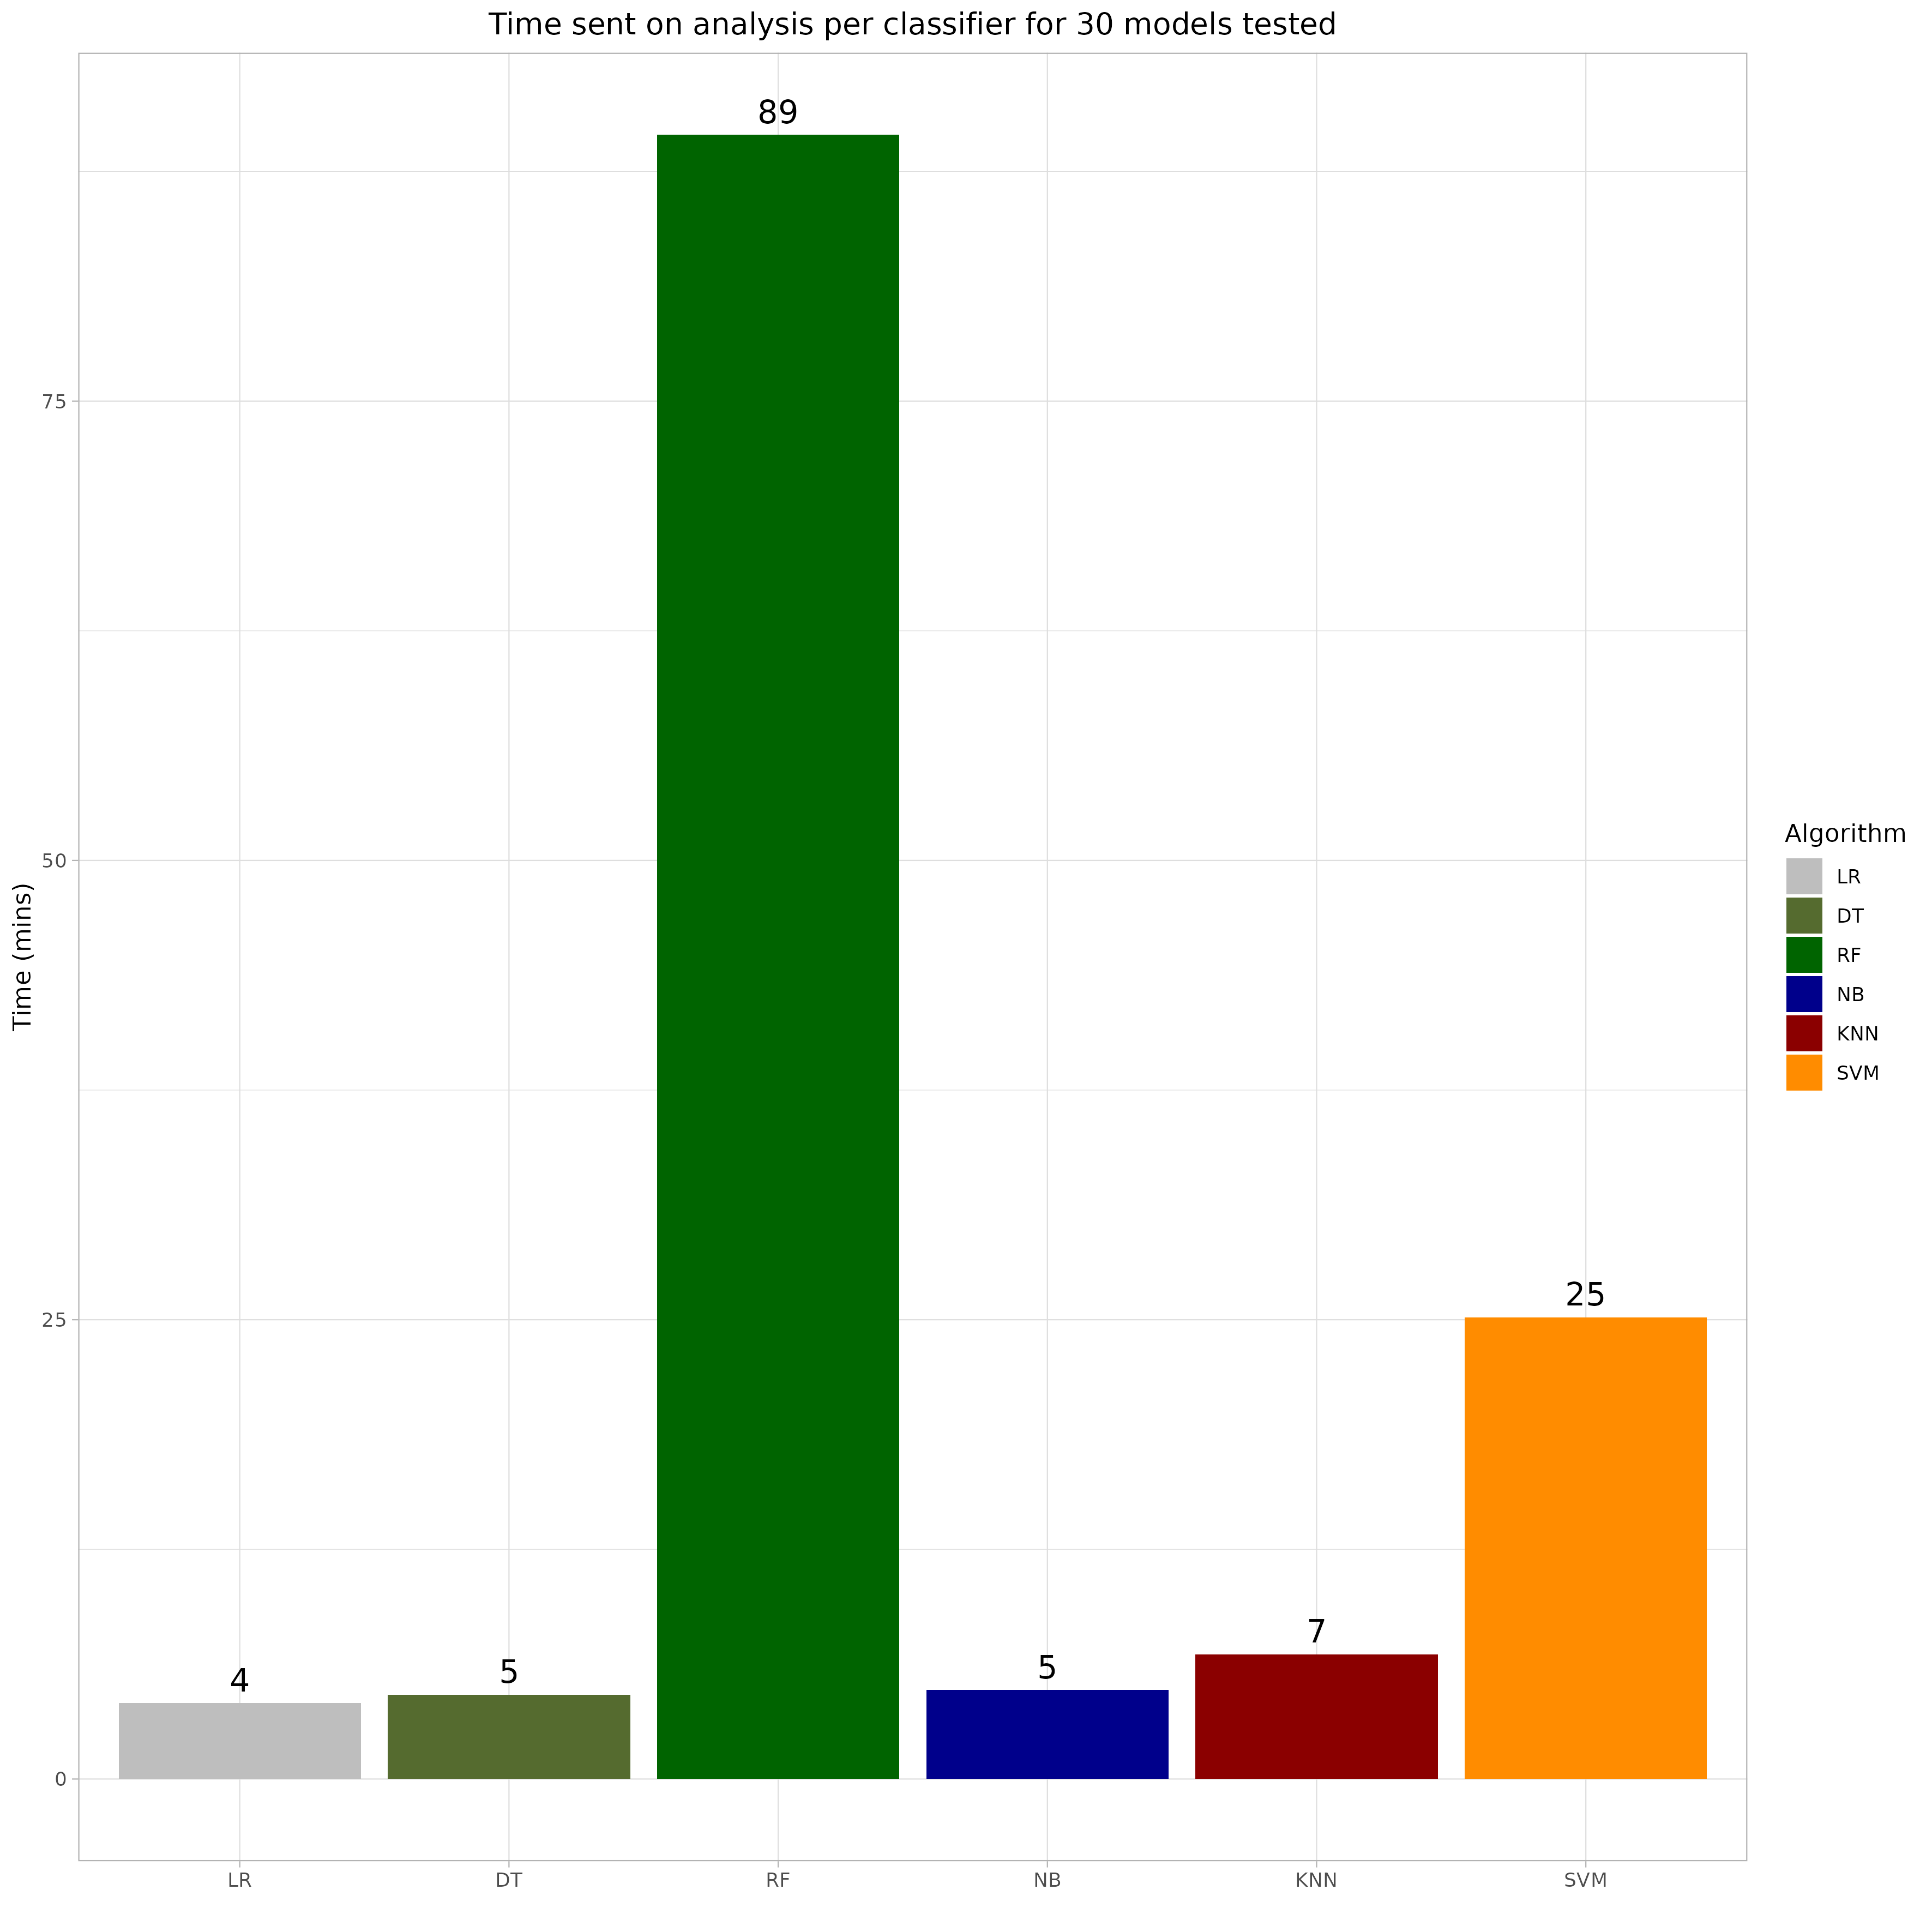 Time sent on analysis per classifier for 30 models tested
89
75
50
25
0
Time (mins)
4
5
5
7
25
LR
DT
RF
NB
KNN
SVM
Algorithm
LR
DT
RF
NB
KNN
SVM